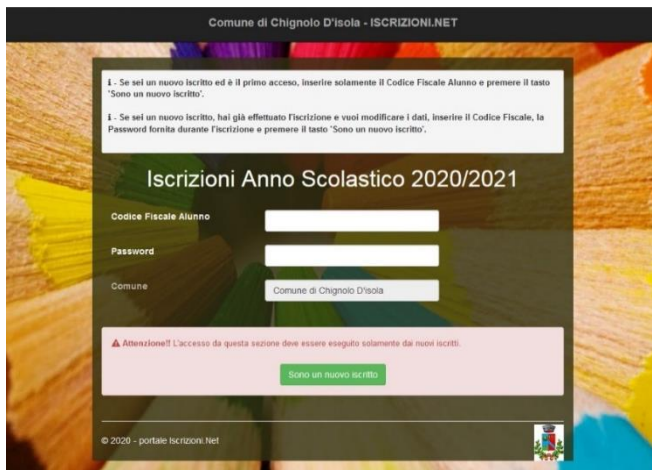 Comune di Chignolo D'isola - ISCRIZIONI.NET
i - Se sei un nuovo iscritto ed è il primo accesso, inserire solamente il Codice Fiscale Alunno e premere il tasto
'Sono un nuovo iscritto'.
i - Se sei un nuovo iscritto, hai già effettuato l'iscrizione e vuoi modificare i dati, inserire il Codice Fiscale, la
Password fornita durante l'iscrizione e premere il tasto 'Sono un nuovo iscritto'.
Iscrizioni Anno Scolastico 2020/2021
Codice Fiscale Alunno
Password
Comune
Comune di Chignolo D'isola
Attenzione!! L'accesso da questa sezione deve essere eseguito solamente dai nuovi iscritti.
Sono un nuovo iscritto
© 2020 - portale Iscrizioni.Net